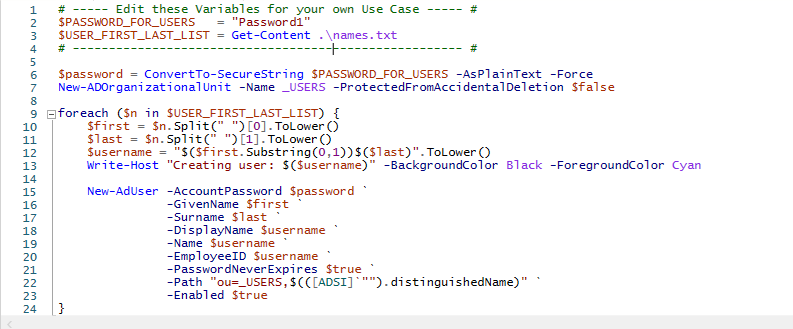 1 # ----- Edit these Variables for your own Use Case ----- #
2 $PASSWORD_FOR_USERS   = "Password1"
3 $USER_FIRST_LAST_LIST = Get-Content .\names.txt
4 # ------------------------------------------------------ #
5
6 $password = ConvertTo-SecureString $PASSWORD_FOR_USERS -AsPlainText -Force
7 New-ADOrganizationalUnit -Name _USERS -ProtectedFromAccidentalDeletion $false
8
9 foreach ($n in $USER_FIRST_LAST_LIST) {
10     $first = $n.Split(" ")[0].ToLower()
11     $last = $n.Split(" ")[1].ToLower()
12     $username = "$($first.Substring(0,1))$($last)".ToLower()
13     Write-Host "Creating user: $($username)" -BackgroundColor Black -ForegroundColor Cyan
14
15     New-AdUser -AccountPassword $password `
16                -GivenName $first `
17                -Surname $last `
18                -DisplayName $username `
19                -Name $username `
20                -EmployeeID $username `
21                -PasswordNeverExpires $true `
22                -Path "ou=_USERS,$(([ADSI]`"").distinguishedName)" `
23                -Enabled $true
24 }